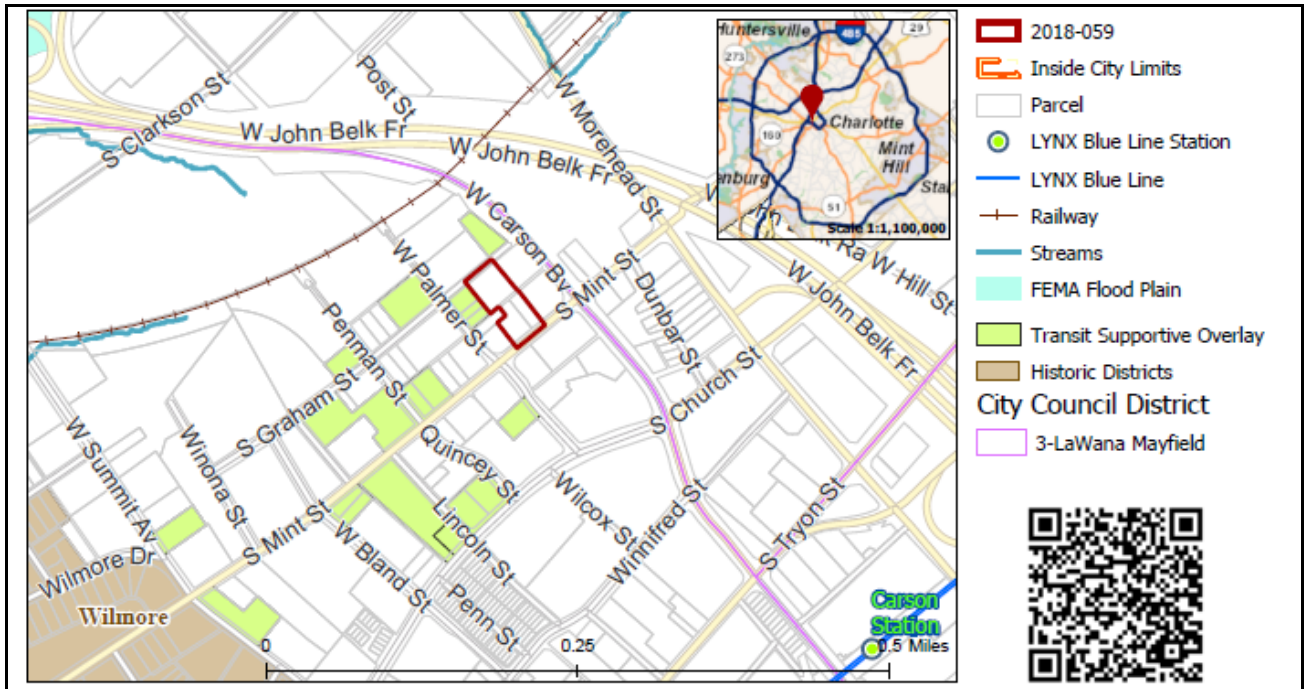 S Clarkson St
Post St
W Morehead St
W John Belk Fr
W John Belk Fr
W Carson Bv
W Palmer St
S Mint St
Dunbar St
W Hill St
W John Belk Fr
Penman St
S Graham St
S Church St
W Summit Av
Winona St
Quincey St
Wilcox St
Winnifred St
S Tryon St
S Mint St
Lincoln St
W Bland St
Penn St
Wilmore Dr
Wilmore
Carson
Station
0
0.25
0.5 Miles
Huntersville
485
29
273
160
Charlotte
Mint
Hill
enburg
51
Scale 1:1,100,000
2018-059
Inside City Limits
Parcel
LYNX Blue Line Station
LYNX Blue Line
Railway
Streams
FEMA Flood Plain
Transit Supportive Overlay
Historic Districts
City Council District
3-LaWana Mayfield